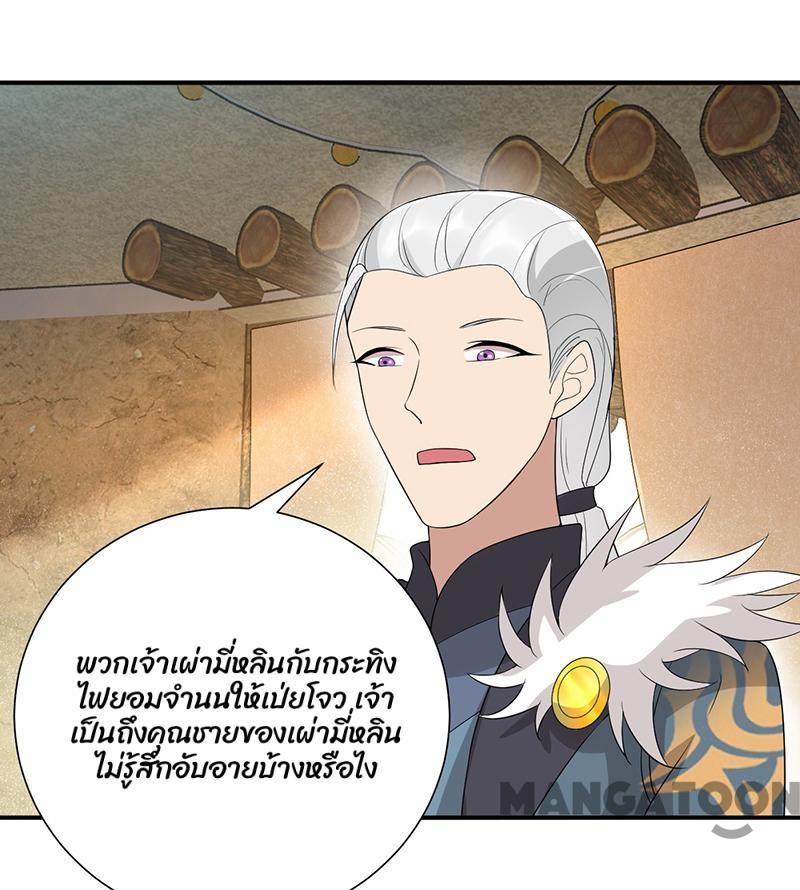 พวกเจ้าเผ่ามี่หลินกับกระทิง
ไฟยอมจำนนให้เป่ยโจว เจ้า
เป็นถึงคุณชายของเผ่ามี่หลิน
ไม่รู้สึกอับอายบ้างหรือไง
MANGATOON